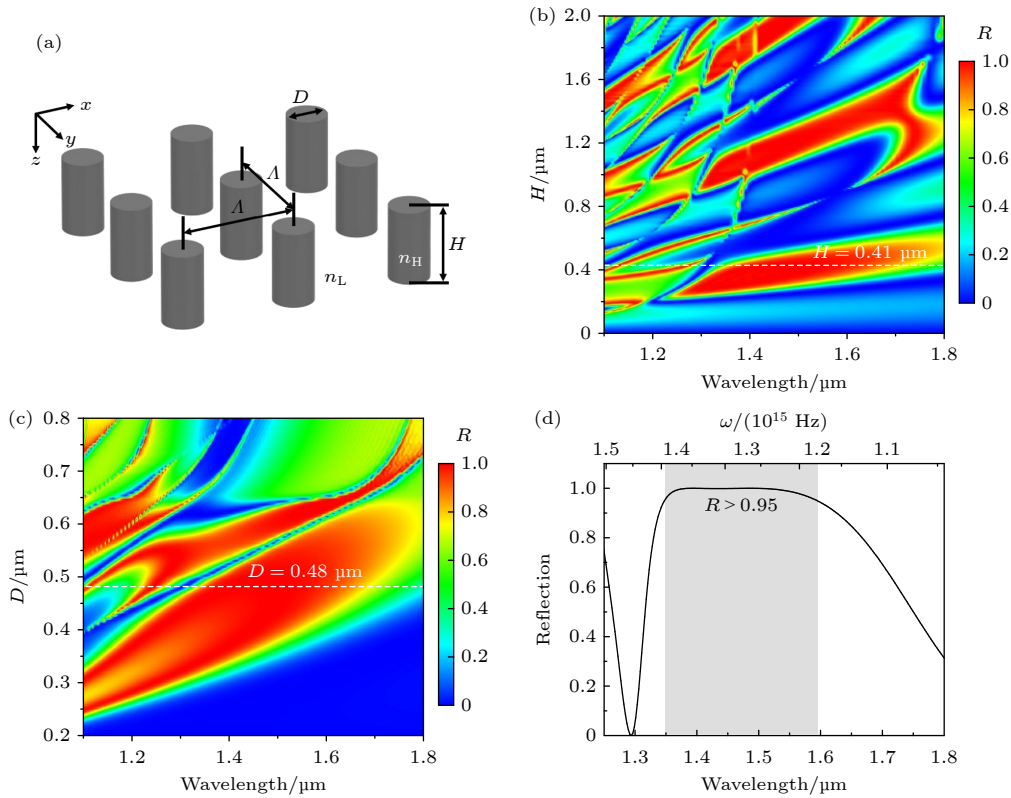 (a)
x
y
z
D
Λ
Λ
H
n_H
n_L
(b)
2.0
1.6
1.2
0.8
0.4
0
H/μm
H = 0.41 μm
1.2
1.4
1.6
1.8
Wavelength/μm
R
1.0
0.8
0.6
0.4
0.2
0
(c)
0.8
0.7
0.6
0.5
0.4
0.3
0.2
D/μm
D = 0.48 μm
1.2
1.4
1.6
1.8
Wavelength/μm
R
1.0
0.8
0.6
0.4
0.2
0
(d)
ω/(10¹⁵ Hz)
1.5
1.4
1.3
1.2
1.1
1.0
0.8
0.6
0.4
0.2
0
Reflection
R > 0.95
1.3
1.4
1.5
1.6
1.7
1.8
Wavelength/μm